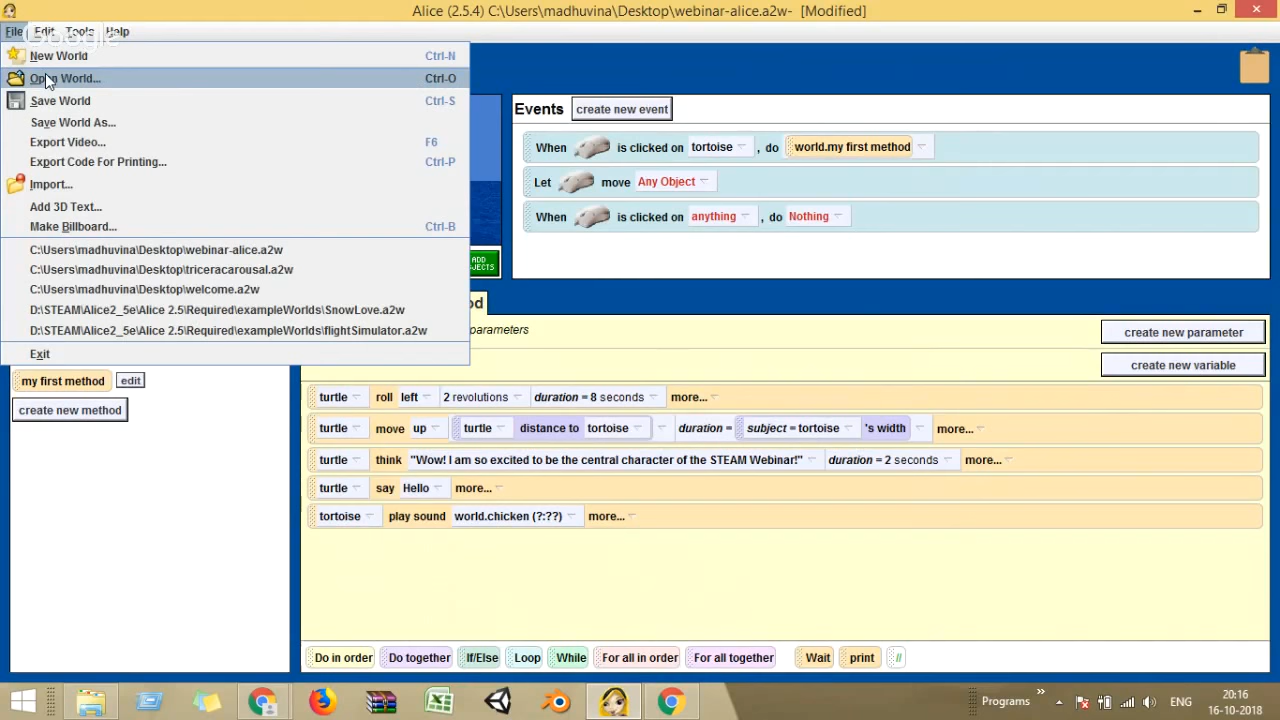 Alice (2.5.4) C:\Users\madhuvina\Desktop\webinar-alice.a2w- [Modified]
File Edit Tools Help
Google
New World Ctrl-N
Open World... Ctrl-O
Save World Ctrl-S
Save World As...
Export Video... F6
Export Code For Printing... Ctrl-P
Import...
Add 3D Text...
Make Billboard... Ctrl-B
C:\Users\madhuvina\Desktop\webinar-alice.a2w
C:\Users\madhuvina\Desktop\triceracarousal.a2w
C:\Users\madhuvina\Desktop\welcome.a2w
D:\STEAM\Alice2_5e\Alice 2.5\Required\exampleWorlds\SnowLove.a2w
D:\STEAM\Alice2_5e\Alice 2.5\Required\exampleWorlds\flightSimulator.a2w
Exit
my first method edit
create new method
Events create new event
When is clicked on tortoise , do world.my first method
Let move Any Object
When is clicked on anything , do Nothing
ADD
OBJECTS
parameters create new parameter
create new variable
turtle roll left 2 revolutions duration = 8 seconds more...
turtle move up turtle distance to tortoise duration = subject = tortoise 's width more...
turtle think "Wow! I am so excited to be the central character of the STEAM Webinar!" duration = 2 seconds more...
turtle say Hello more...
tortoise play sound world.chicken (?:??) more...
Do in order Do together If/Else Loop While For all in order For all together Wait print //
Programs ENG 20:16
16-10-2018